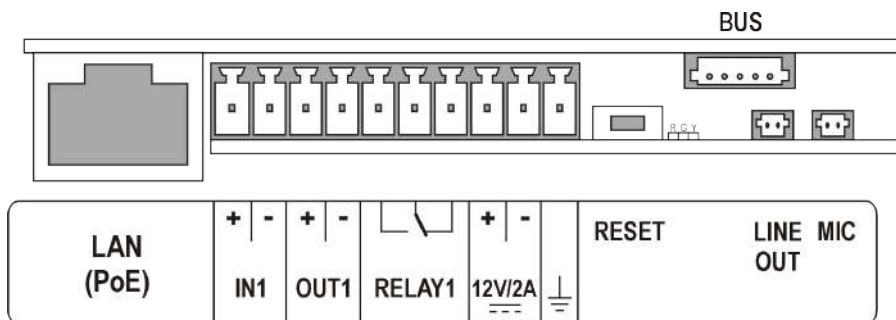 BUS
R G Y
LAN
(PoE)
+ -
IN1
+ -
OUT1
RELAY1
+ -
12V/2A
RESET
LINE
OUT
MIC